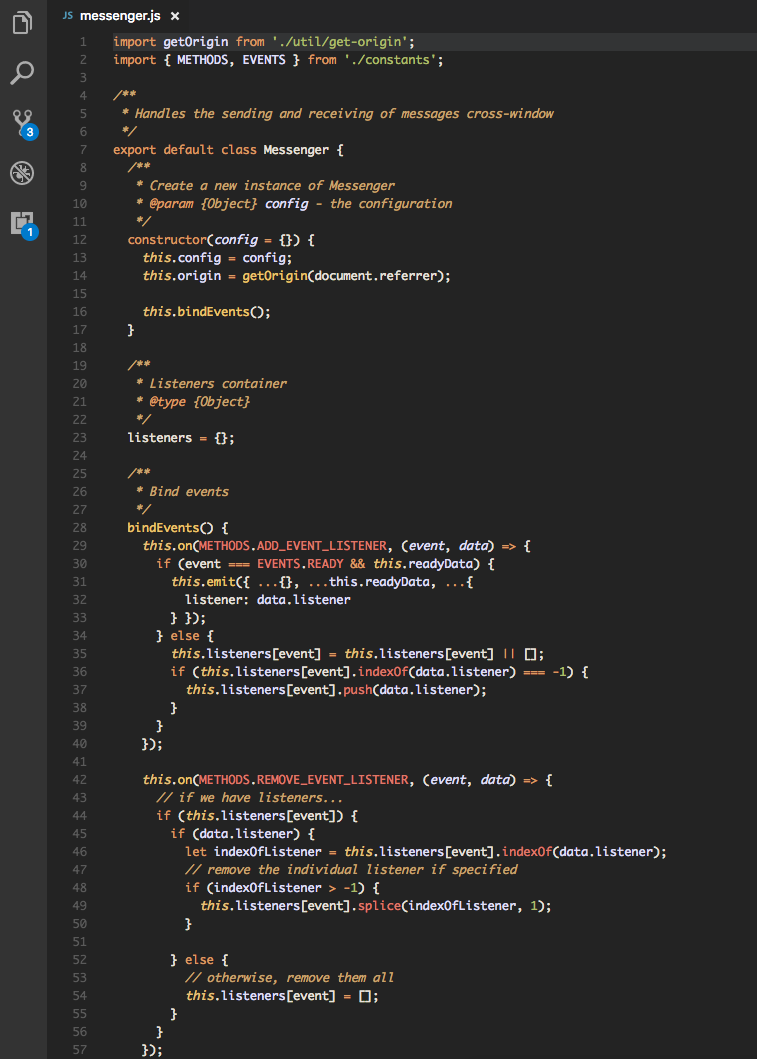 JS messenger.js ×
1 import getOrigin from './util/get-origin';
2 import { METHODS, EVENTS } from './constants';
3
4 /**
5  * Handles the sending and receiving of messages cross-window
6  */
7 export default class Messenger {
8   /**
9    * Create a new instance of Messenger
10    * @param {Object} config - the configuration
11    */
12   constructor(config = {}) {
13     this.config = config;
14     this.origin = getOrigin(document.referrer);
15
16     this.bindEvents();
17   }
18
19   /**
20    * Listeners container
21    * @type {Object}
22    */
23   listeners = {};
24
25   /**
26    * Bind events
27    */
28   bindEvents() {
29     this.on(METHODS.ADD_EVENT_LISTENER, (event, data) => {
30       if (event === EVENTS.READY && this.readyData) {
31         this.emit({ ...{}, ...this.readyData, ...{
32           listener: data.listener
33         } });
34       } else {
35         this.listeners[event] = this.listeners[event] || [];
36         if (this.listeners[event].indexOf(data.listener) === -1) {
37           this.listeners[event].push(data.listener);
38         }
39       }
40     });
41
42     this.on(METHODS.REMOVE_EVENT_LISTENER, (event, data) => {
43       // if we have listeners...
44       if (this.listeners[event]) {
45         if (data.listener) {
46           let indexOfListener = this.listeners[event].indexOf(data.listener);
47           // remove the individual listener if specified
48           if (indexOfListener > -1) {
49             this.listeners[event].splice(indexOfListener, 1);
50           }
51
52         } else {
53           // otherwise, remove them all
54           this.listeners[event] = [];
55         }
56       }
57     });
3
1